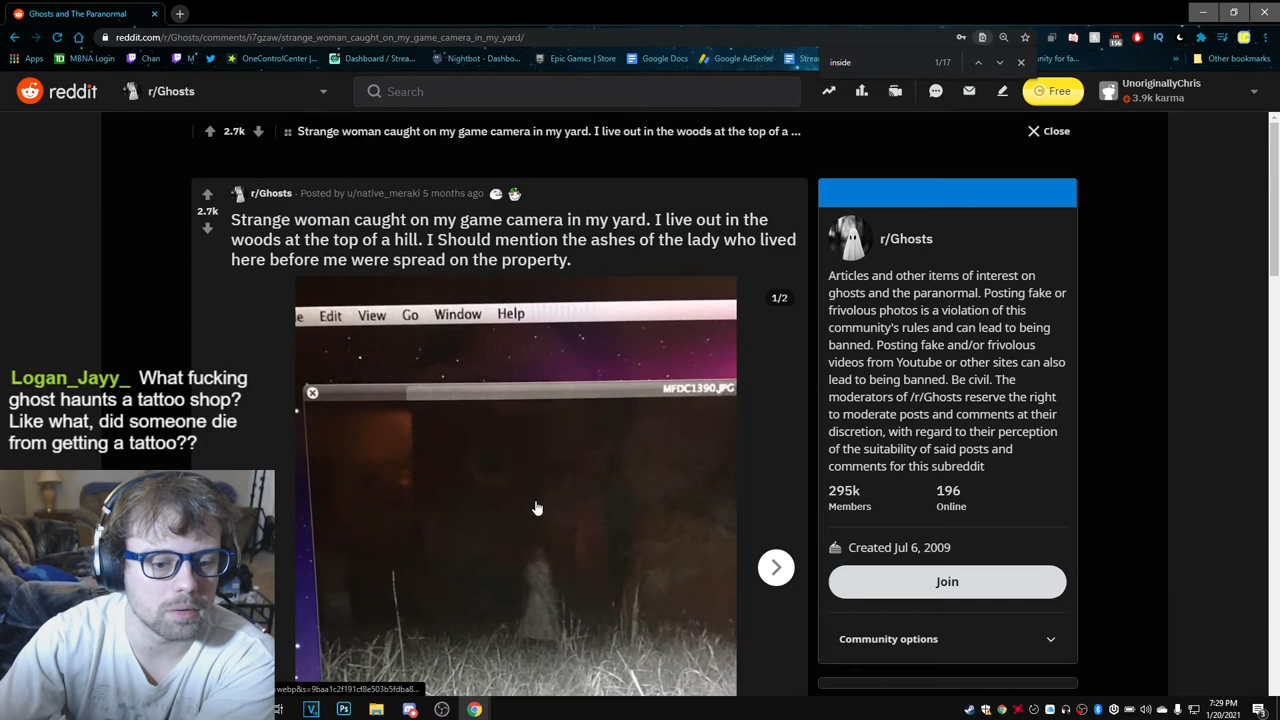 Ghosts and The Paranormal
reddit.com/r/Ghosts/comments/i7gzaw/strange_woman_caught_on_my_game_camera_in_my_yard/
Apps
MBNA Login
Chan
M
OneControlCenter |
Dashboard / Strea...
Nightbot - Dashbo...
Epic Games | Store
Google Docs
Google AdSense
Strea
inside
1/17
unity for fa...
Other bookmarks
reddit
r/Ghosts
Search
Free
UnoriginallyChris
3.9k karma
2.7k
Strange woman caught on my game camera in my yard. I live out in the woods at the top of a ...
Close
2.7k
r/Ghosts · Posted by u/native_meraki 5 months ago
Strange woman caught on my game camera in my yard. I live out in the
woods at the top of a hill. I Should mention the ashes of the lady who lived
here before me were spread on the property.
1/2
e Edit View Go Window Help
MFDC1390.JPG
r/Ghosts
Articles and other items of interest on
ghosts and the paranormal. Posting fake or
frivolous photos is a violation of this
community's rules and can lead to being
banned. Posting fake and/or frivolous
videos from Youtube or other sites can also
lead to being banned. Be civil. The
moderators of /r/Ghosts reserve the right
to moderate posts and comments at their
discretion, with regard to their perception
of the suitability of said posts and
comments for this subreddit
295k
196
Members
Online
Created Jul 6, 2009
Join
Community options
Logan_Jayy_ What fucking
ghost haunts a tattoo shop?
Like what, did someone die
from getting a tattoo??
webp&s=9baa1c2f191cf8e503b5fdba8...
7:29 PM
1/20/2021